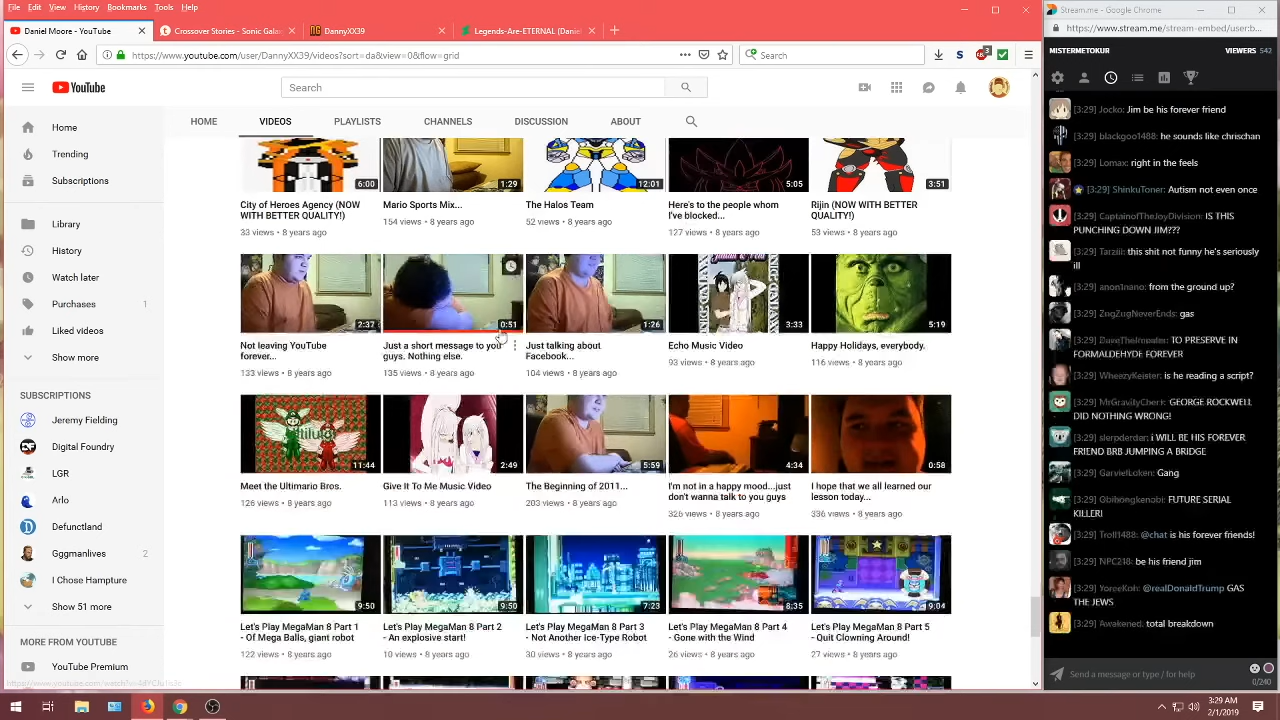 File Edit View History Bookmarks Tools Help
Stream.me - Google Chrome
Daniel Moore - YouTube
Crossover Stories - Sonic Gala
DannyXX39
Legends-Are-ETERNAL (Daniel
https://www.stream.me/stream-embed/userb
https://www.youtube.com/user/DannyXX39/videos?sort=da&view=0&flow=grid
Search
MISTERMETOKUR
VIEWERS 542
YouTube
Search
HOME VIDEOS PLAYLISTS CHANNELS DISCUSSION ABOUT
Home
Trending
Subscriptions
Library
History
Watch later
Purchases 1
Liked videos
Show more
SUBSCRIPTIONS
Jeremy Fielding
Digital Foundry
LGR
Arlo
Defunctland
Gggmanlives 2
I Chose Hampture
Show 51 more
MORE FROM YOUTUBE
YouTube Premium
6:00 1:29 12:01 5:05 3:51
City of Heroes Agency (NOW
WITH BETTER QUALITY!)
33 views • 8 years ago
Mario Sports Mix...
154 views • 8 years ago
The Halos Team
52 views • 8 years ago
Here's to the people whom
I've blocked...
127 views • 8 years ago
Rijin (NOW WITH BETTER
QUALITY!)
53 views • 8 years ago
2:37 0:51 1:26 3:33 5:19
Not leaving YouTube
forever...
133 views • 8 years ago
Just a short message to you
guys. Nothing else.
135 views • 8 years ago
Just talking about
Facebook...
104 views • 8 years ago
Echo Music Video
93 views • 8 years ago
Happy Holidays, everybody.
116 views • 8 years ago
11:44 2:49 5:59 4:34 0:58
Meet the Ultimario Bros.
126 views • 8 years ago
Give It To Me Music Video
113 views • 8 years ago
The Beginning of 2011...
203 views • 8 years ago
I'm not in a happy mood...just
don't wanna talk to you guys
326 views • 8 years ago
I hope that we all learned our
lesson today...
336 views • 8 years ago
9:50 9:50 7:23 8:35 9:04
Let's Play MegaMan 8 Part 1
- Of Mega Balls, giant robot
122 views • 8 years ago
Let's Play MegaMan 8 Part 2
- An explosive start!
10 views • 8 years ago
Let's Play MegaMan 8 Part 3
- Not Another Ice-Type Robot
30 views • 8 years ago
Let's Play MegaMan 8 Part 4
- Gone with the Wind
26 views • 8 years ago
Let's Play MegaMan 8 Part 5
- Quit Clowning Around!
27 views • 8 years ago
[3:29] Jocko: Jim be his forever friend
[3:29] blackgoo1488: he sounds like chrischan
[3:29] Lomax: right in the feels
[3:29] ShinkuToner: Autism not even once
[3:29] CaptainoftheJoyDivision: IS THIS
PUNCHING DOWN JIM???
[3:29] Tarziii: this shit not funny he's seriously
ill
[3:29] anon1nano: from the ground up?
[3:29] ZugZugNeverEnds: gas
[3:29] TO PRESERVE IN
FORMALDEHYDE FOREVER
[3:29] WheezyKeister: is he reading a script?
[3:29] GEORGE ROCKWELL
DID NOTHING WRONG!
[3:29] slerpderder: i WILL BE HIS FOREVER
FRIEND BRB JUMPING A BRIDGE
[3:29] GarvielLoken: Gang
[3:29] FUTURE SERIAL
KILLER!
[3:29] Troll1488: @chat is his forever friends!
[3:29] NPC218: be his friend jim
[3:29] YoreeKoh: @realDonaldTrump GAS
THE JEWS
[3:29] Awakened: total breakdown
Send a message or type / for help
0/240
3:29 AM
2/1/2019